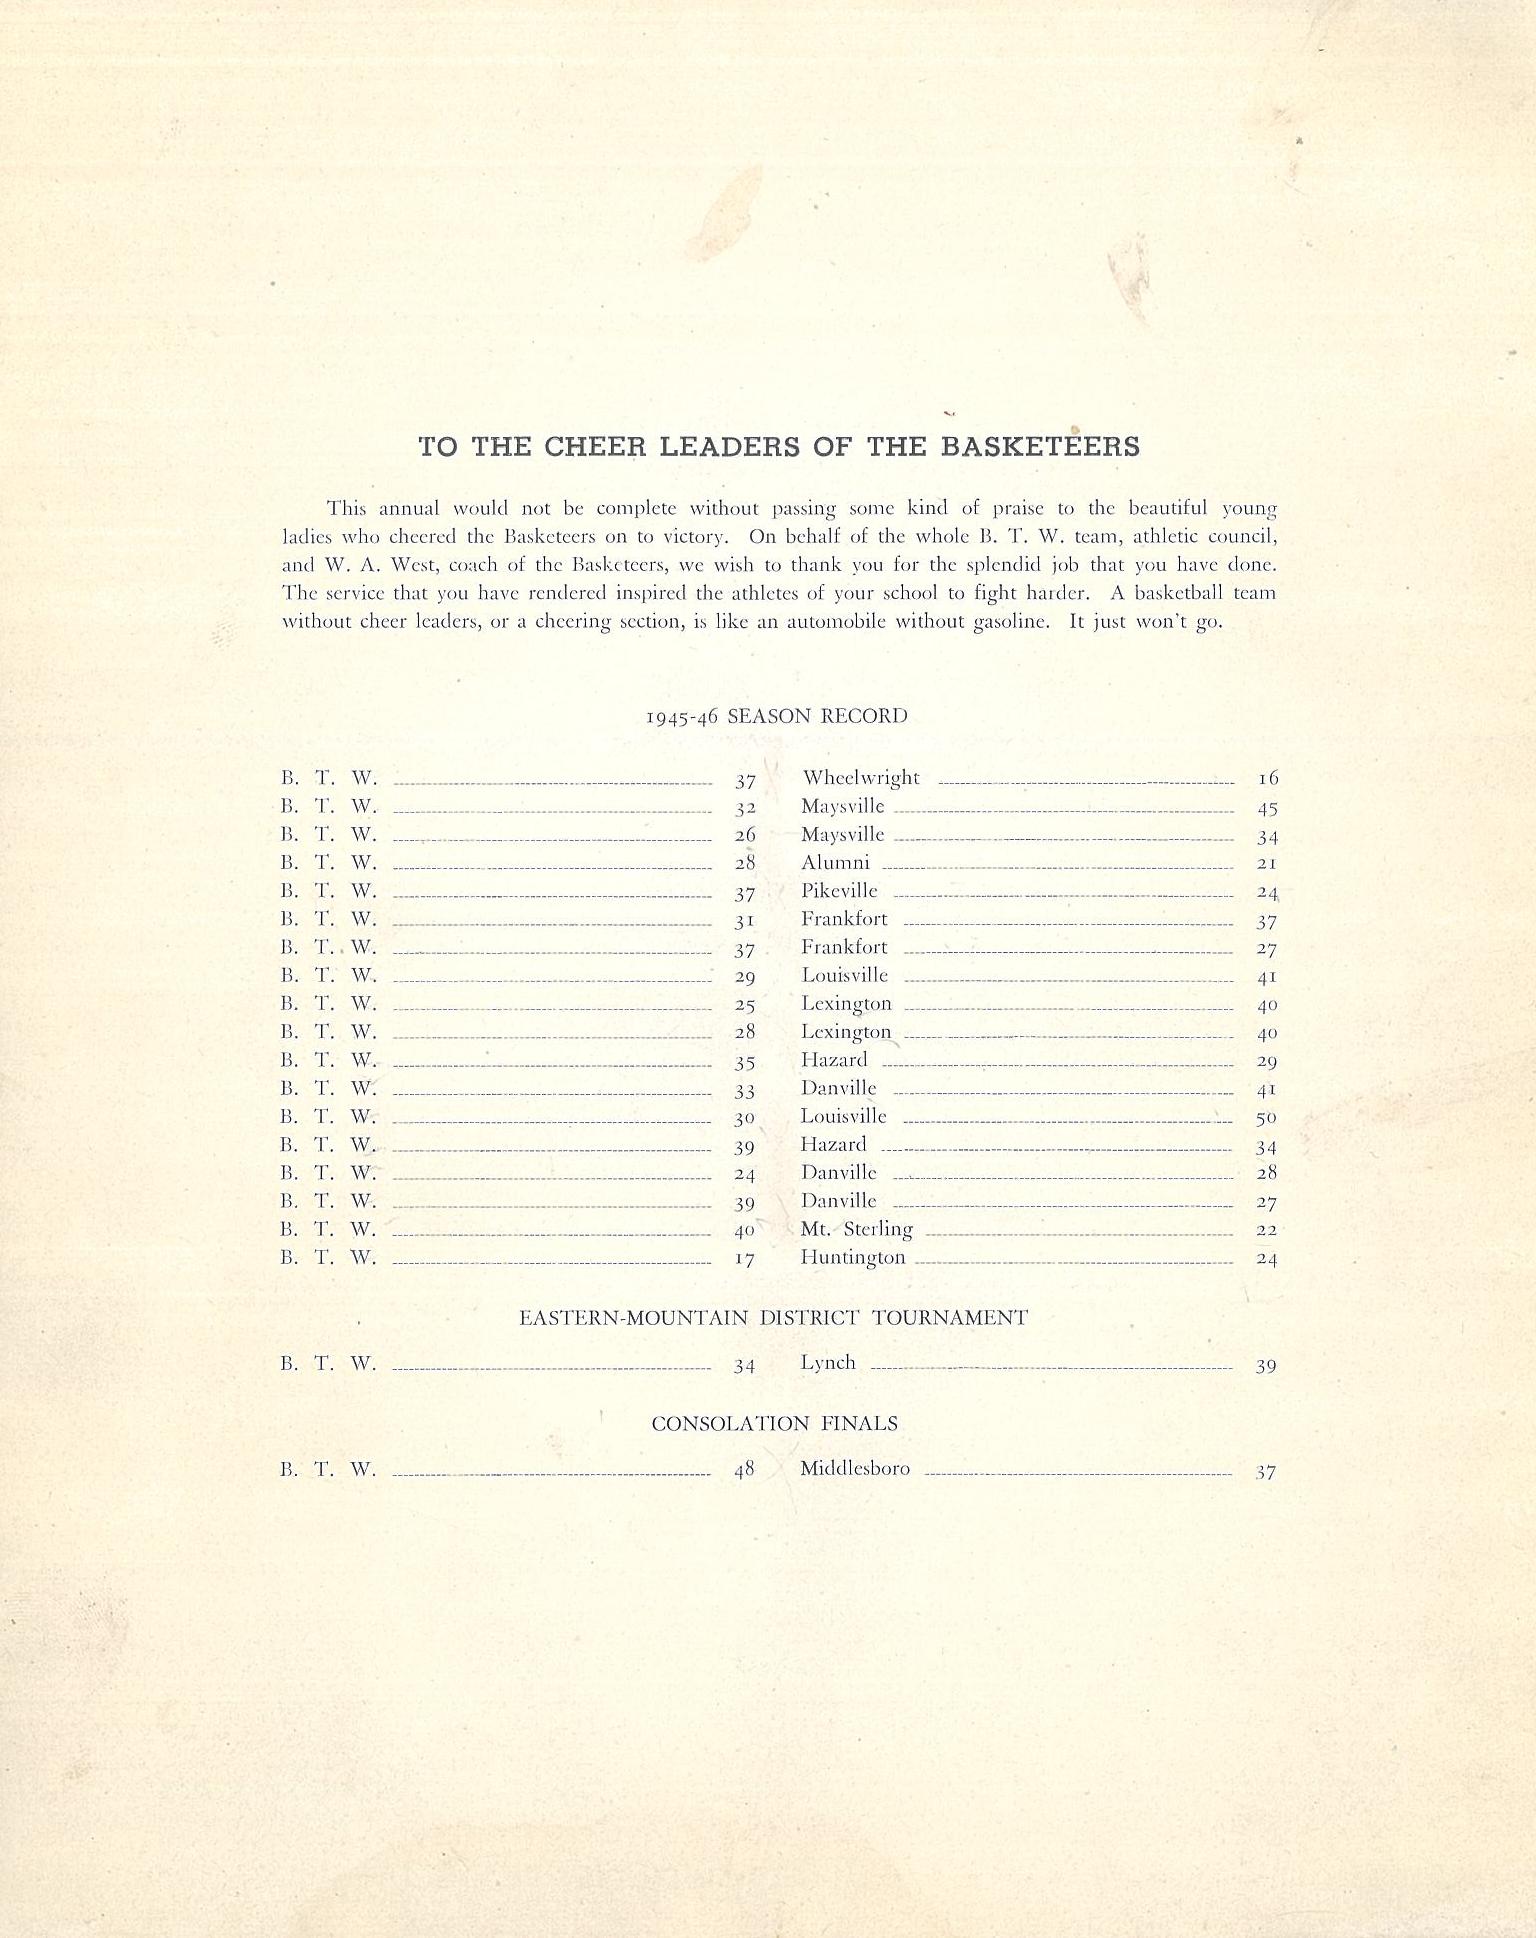 TO THE CHEER LEADERS OF THE BASKETEERS
This annual would not be complete without passing some kind of praise to the beautiful young
ladies who cheered the Basketeers on to victory. On behalf of the whole B. T. W. team, athletic council,
and W. A. West, coach of the Basketeers, we wish to thank you for the splendid job that you have done.
The service that you have rendered inspired the athletes of your school to fight harder. A basketball team
without cheer leaders, or a cheering section, is like an automobile without gasoline. It just won't go.
1945-46 SEASON RECORD
B. T. W. 37 Wheelwright 16
B. T. W. 32 Maysville 45
B. T. W. 26 Maysville 34
B. T. W. 28 Alumni 21
B. T. W. 37 Pikeville 24
B. T. W. 31 Frankfort 37
B. T. W. 37 Frankfort 27
B. T. W. 29 Louisville 41
B. T. W. 25 Lexington 40
B. T. W. 28 Lexington 40
B. T. W. 35 Hazard 29
B. T. W. 33 Danville 41
B. T. W. 30 Louisville 50
B. T. W. 39 Hazard 34
B. T. W. 24 Danville 28
B. T. W. 39 Danville 27
B. T. W. 40 Mt. Sterling 22
B. T. W. 17 Huntington 24
EASTERN-MOUNTAIN DISTRICT TOURNAMENT
B. T. W. 34 Lynch 39
CONSOLATION FINALS
B. T. W. 48 Middlesboro 37